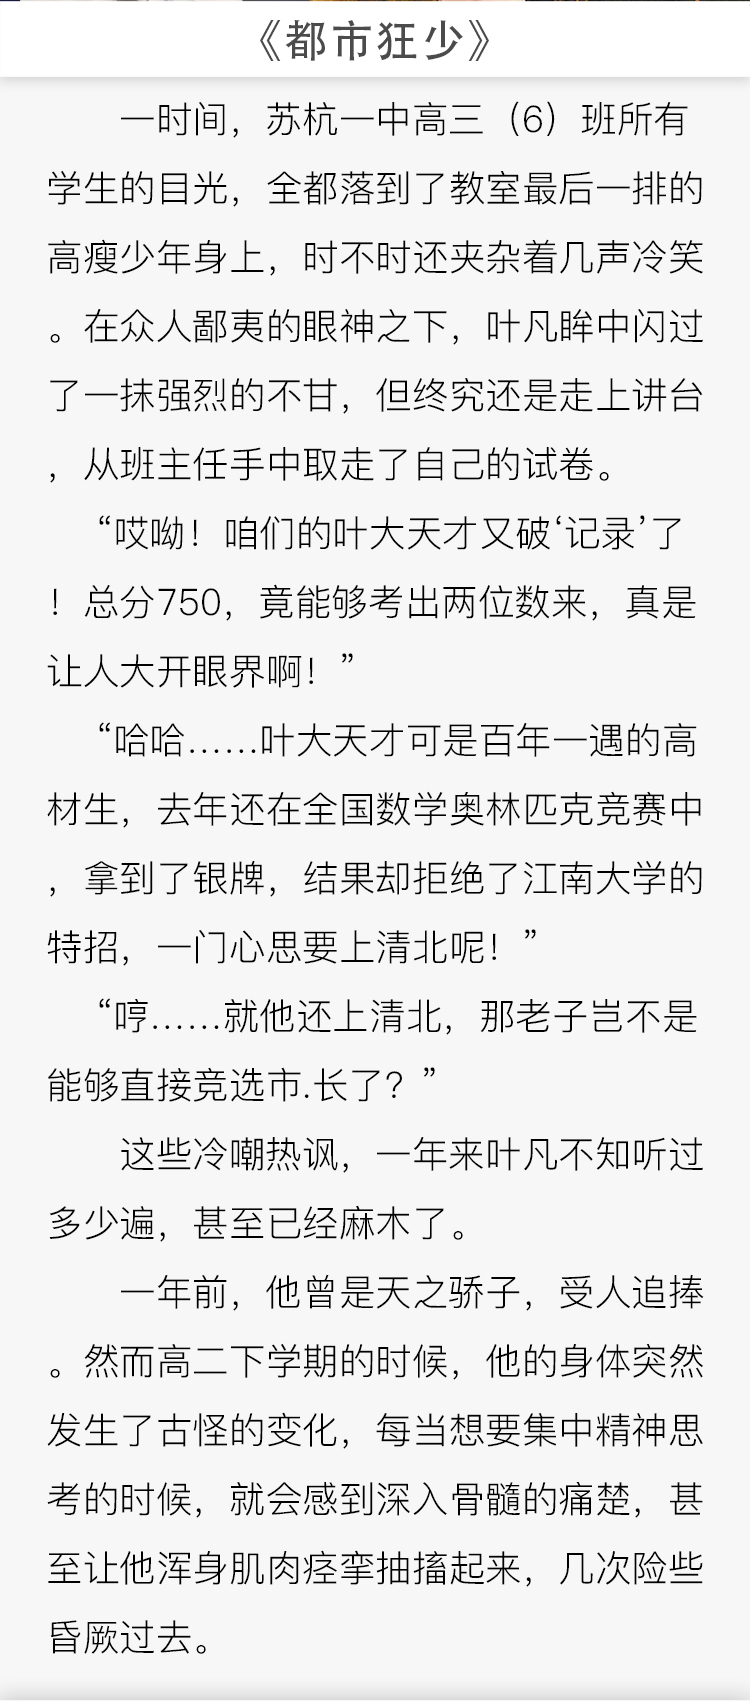 《都市狂少》
一时间，苏杭一中高三（6）班所有
学生的目光，全都落到了教室最后一排的
高瘦少年身上，时不时还夹杂着几声冷笑
。在众人鄙夷的眼神之下，叶凡眸中闪过
了一抹强烈的不甘，但终究还是走上讲台
，从班主任手中取走了自己的试卷。
“哎呦！咱们的叶大天才又破‘记录’了
！总分750，竟能够考出两位数来，真是
让人大开眼界啊！”
“哈哈……叶大天才可是百年一遇的高
材生，去年还在全国数学奥林匹克竞赛中
，拿到了银牌，结果却拒绝了江南大学的
特招，一门心思要上清北呢！”
“哼……就他还上清北，那老子岂不是
能够直接竞选市.长了？”
这些冷嘲热讽，一年来叶凡不知听过
多少遍，甚至已经麻木了。
一年前，他曾是天之骄子，受人追捧
。然而高二下学期的时候，他的身体突然
发生了古怪的变化，每当想要集中精神思
考的时候，就会感到深入骨髓的痛楚，甚
至让他浑身肌肉痉挛抽搐起来，几次险些
昏厥过去。